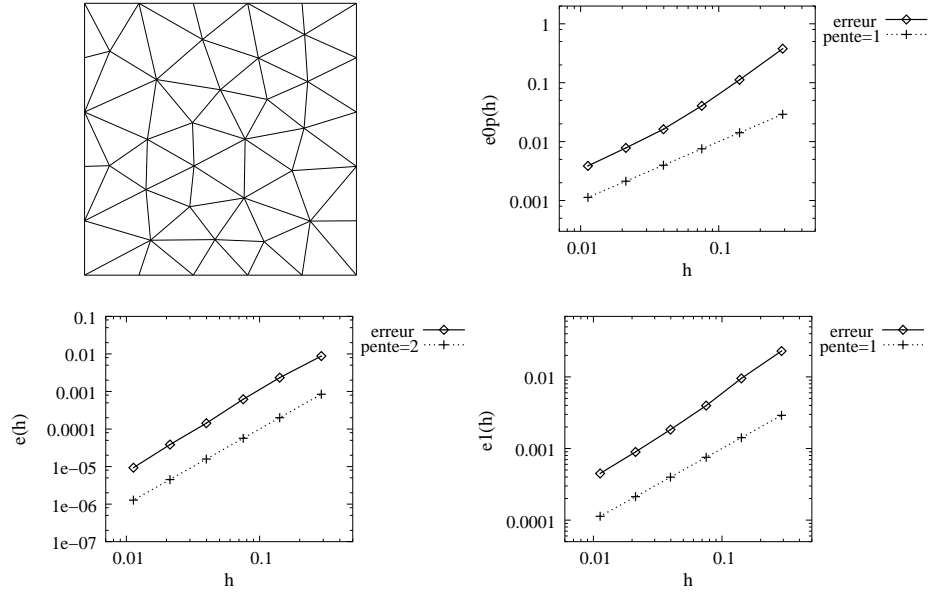 erreur
pente=1
1
0.1
0.01
0.001
e0p(h)
0.01
0.1
h
erreur
pente=2
0.1
0.01
0.001
0.0001
1e−05
1e−06
1e−07
e(h)
0.01
0.1
h
erreur
pente=1
0.01
0.001
0.0001
e1(h)
0.01
0.1
h